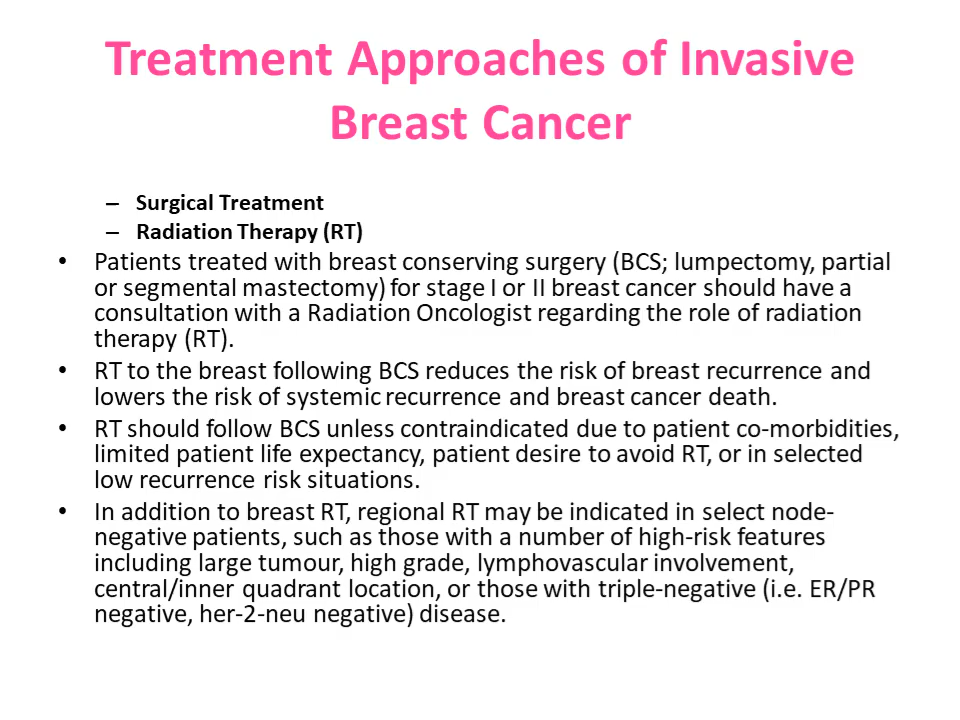 Treatment Approaches of Invasive
Breast Cancer
– Surgical Treatment
– Radiation Therapy (RT)
• Patients treated with breast conserving surgery (BCS; lumpectomy, partial
or segmental mastectomy) for stage I or II breast cancer should have a
consultation with a Radiation Oncologist regarding the role of radiation
therapy (RT).
• RT to the breast following BCS reduces the risk of breast recurrence and
lowers the risk of systemic recurrence and breast cancer death.
• RT should follow BCS unless contraindicated due to patient co-morbidities,
limited patient life expectancy, patient desire to avoid RT, or in selected
low recurrence risk situations.
• In addition to breast RT, regional RT may be indicated in select node-
negative patients, such as those with a number of high-risk features
including large tumour, high grade, lymphovascular involvement,
central/inner quadrant location, or those with triple-negative (i.e. ER/PR
negative, her-2-neu negative) disease.